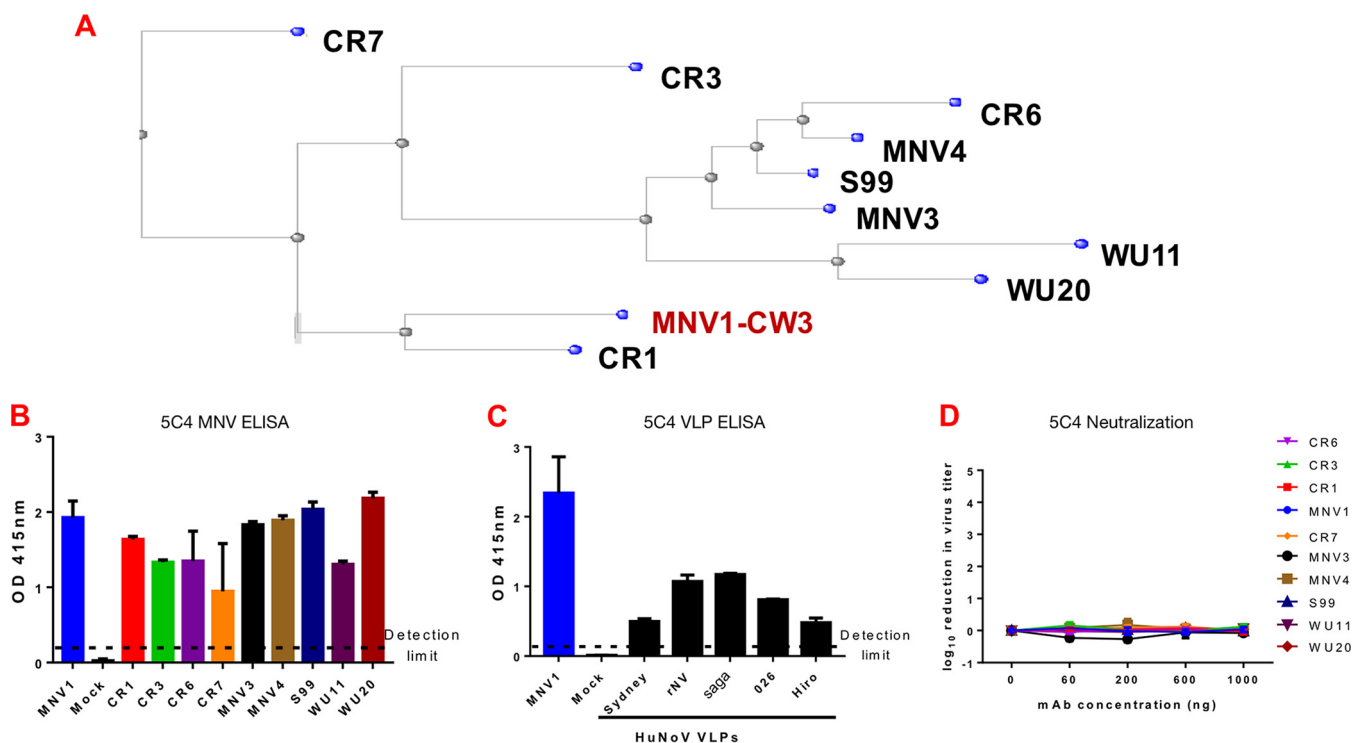 A
CR7
CR3
CR6
MNV4
S99
MNV3
WU11
WU20
MNV1-CW3
CR1
B
5C4 MNV ELISA
OD 415nm
3
2
1
0
Detection
limit
MNV1
Mock
CR1
CR3
CR6
CR7
MNV3
MNV4
S99
WU11
WU20
C
5C4 VLP ELISA
OD 415nm
3
2
1
0
Detection
limit
MNV1
Mock
Sydney
rNV
saga
026
Hiro
HuNoV VLPs
D
5C4 Neutralization
log10 reduction in virus titer
5
4
3
2
1
0
-1
0
60
200
600
1000
mAb concentration (ng)
CR6
CR3
CR1
MNV1
CR7
MNV3
MNV4
S99
WU11
WU20